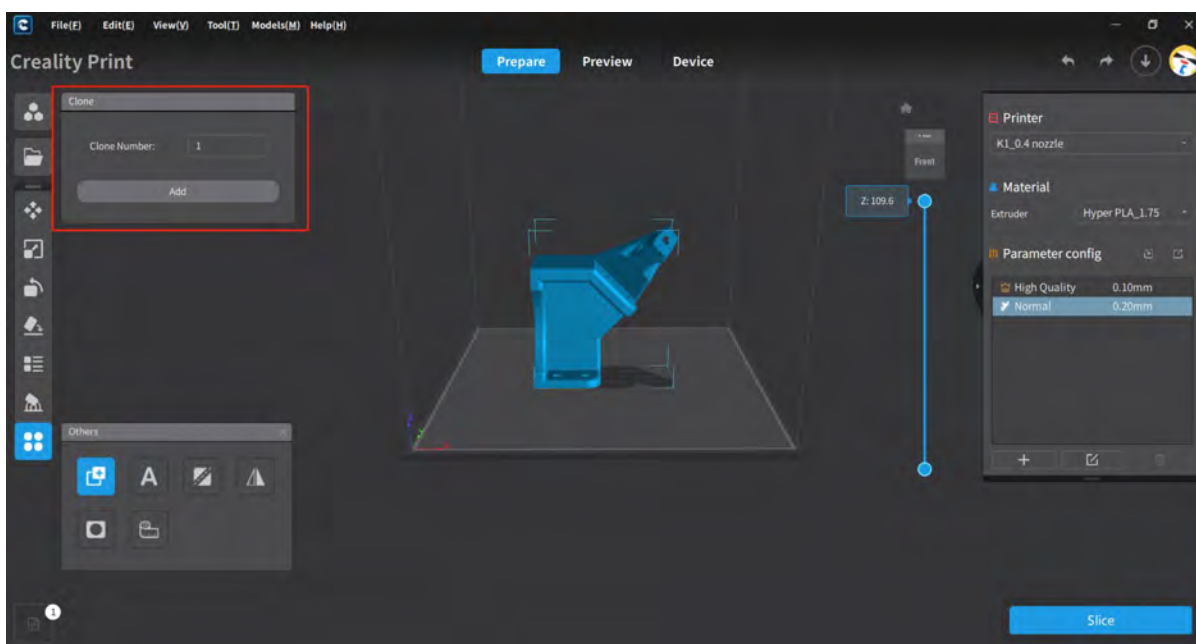 File(F) Edit(E) View(V) Tool(T) Models(M) Help(H)
Creality Print
Prepare Preview Device
Clone
Clone Number: 1
Add
Front
Z: 109.6
Printer
K1_0.4 nozzle
Material
Extruder Hyper PLA_1.75
Parameter config
High Quality 0.10mm
Normal 0.20mm
Others
A
1
Slice